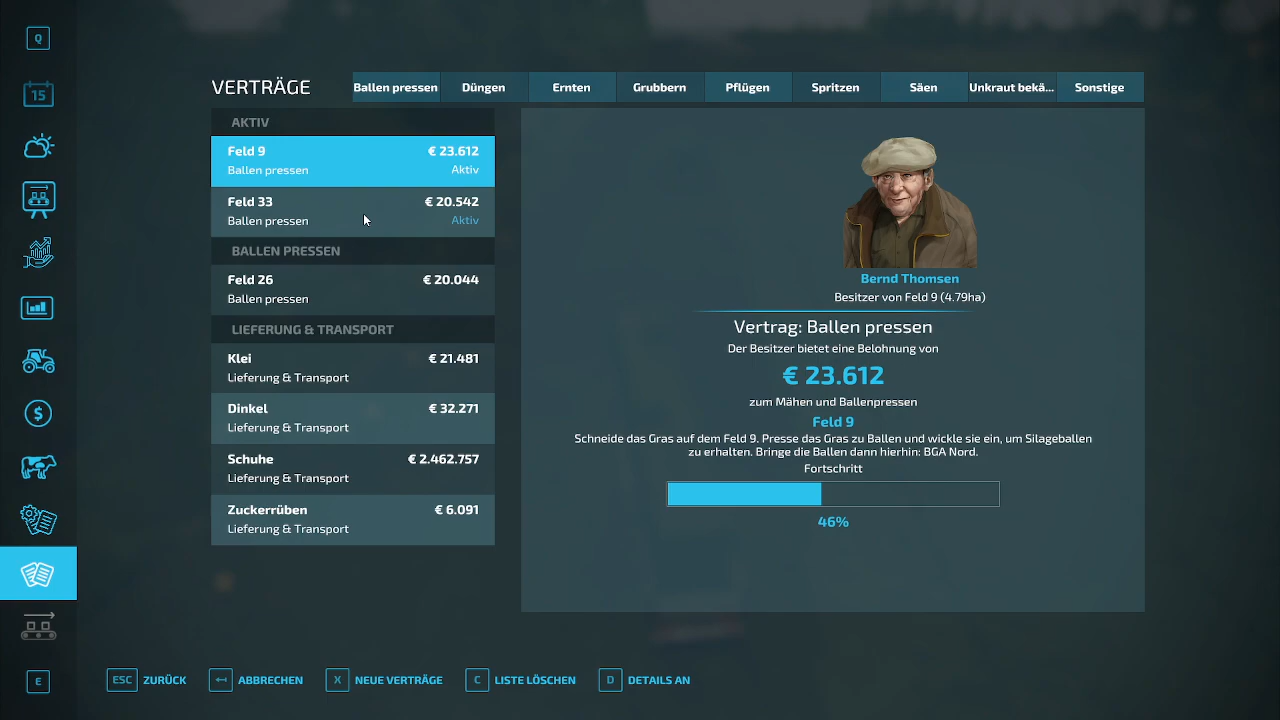 Q
15
E
VERTRÄGE
Ballen pressen
Düngen
Ernten
Grubbern
Pflügen
Spritzen
Säen
Unkraut bekä...
Sonstige
AKTIV
Feld 9 € 23.612
Ballen pressen Aktiv
Feld 33 € 20.542
Ballen pressen Aktiv
BALLEN PRESSEN
Feld 26 € 20.044
Ballen pressen
LIEFERUNG & TRANSPORT
Klei € 21.481
Lieferung & Transport
Dinkel € 32.271
Lieferung & Transport
Schuhe € 2.462.757
Lieferung & Transport
Zuckerrüben € 6.091
Lieferung & Transport
Bernd Thomsen
Besitzer von Feld 9 (4.79ha)
Vertrag: Ballen pressen
Der Besitzer bietet eine Belohnung von
€ 23.612
zum Mähen und Ballenpressen
Feld 9
Schneide das Gras auf dem Feld 9. Presse das Gras zu Ballen und wickle sie ein, um Silageballen
zu erhalten. Bringe die Ballen dann hierhin: BGA Nord.
Fortschritt
46%
ESC ZURÜCK
ABBRECHEN
X NEUE VERTRÄGE
C LISTE LÖSCHEN
D DETAILS AN